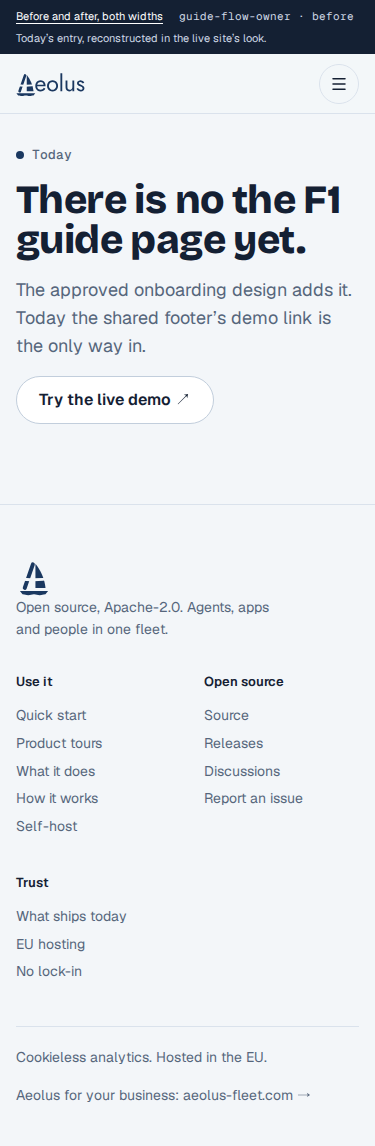 Before and after, both widths guide-flow-owner · before
Today's entry, reconstructed in the live site's look.
Aeolus
Today
There is no the F1
guide page yet.
The approved onboarding design adds it.
Today the shared footer's demo link is
the only way in.
Try the live demo ↗
Open source, Apache-2.0. Agents, apps
and people in one fleet.
Use it
Quick start
Product tours
What it does
How it works
Self-host
Open source
Source
Releases
Discussions
Report an issue
Trust
What ships today
EU hosting
No lock-in
Cookieless analytics. Hosted in the EU.
Aeolus for your business: aeolus-fleet.com →